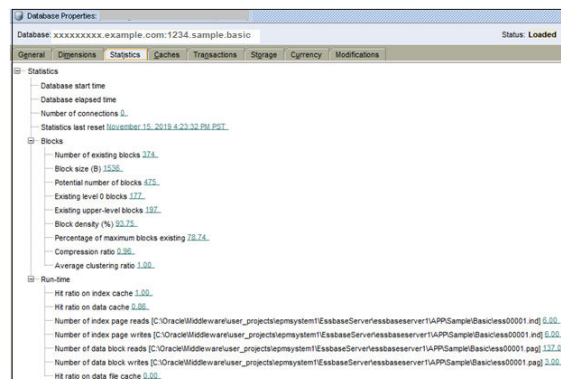 Database Properties:
Database: xxxxxxxxx.example.com:1234.sample.basic Status: Loaded
General Dimensions Statistics Caches Transactions Storage Currency Modifications
Statistics
Database start time
Database elapsed time
Number of connections 0.
Statistics last reset November 15, 2019 4:23:32 PM PST.
Blocks
Number of existing blocks 374.
Block size (B) 1536.
Potential number of blocks 475.
Existing level 0 blocks 177.
Existing upper-level blocks 197.
Block density (%) 93.75.
Percentage of maximum blocks existing 78.74.
Compression ratio 0.96.
Average clustering ratio 1.00.
Run-time
Hit ratio on index cache 1.00.
Hit ratio on data cache 0.86.
Number of index page reads [C:\Oracle\Middleware\user_projects\epmsystem1\EssbaseServer\essbaseserver1\APP\Sample\Basic\ess00001.ind] 6.00.
Number of index page writes [C:\Oracle\Middleware\user_projects\epmsystem1\EssbaseServer\essbaseserver1\APP\Sample\Basic\ess00001.ind] 6.00.
Number of data block reads [C:\Oracle\Middleware\user_projects\epmsystem1\EssbaseServer\essbaseserver1\APP\Sample\Basic\ess00001.pag] 137.0
Number of data block writes [C:\Oracle\Middleware\user_projects\epmsystem1\EssbaseServer\essbaseserver1\APP\Sample\Basic\ess00001.pag] 3.00.
Hit ratio on data file cache 0.00.